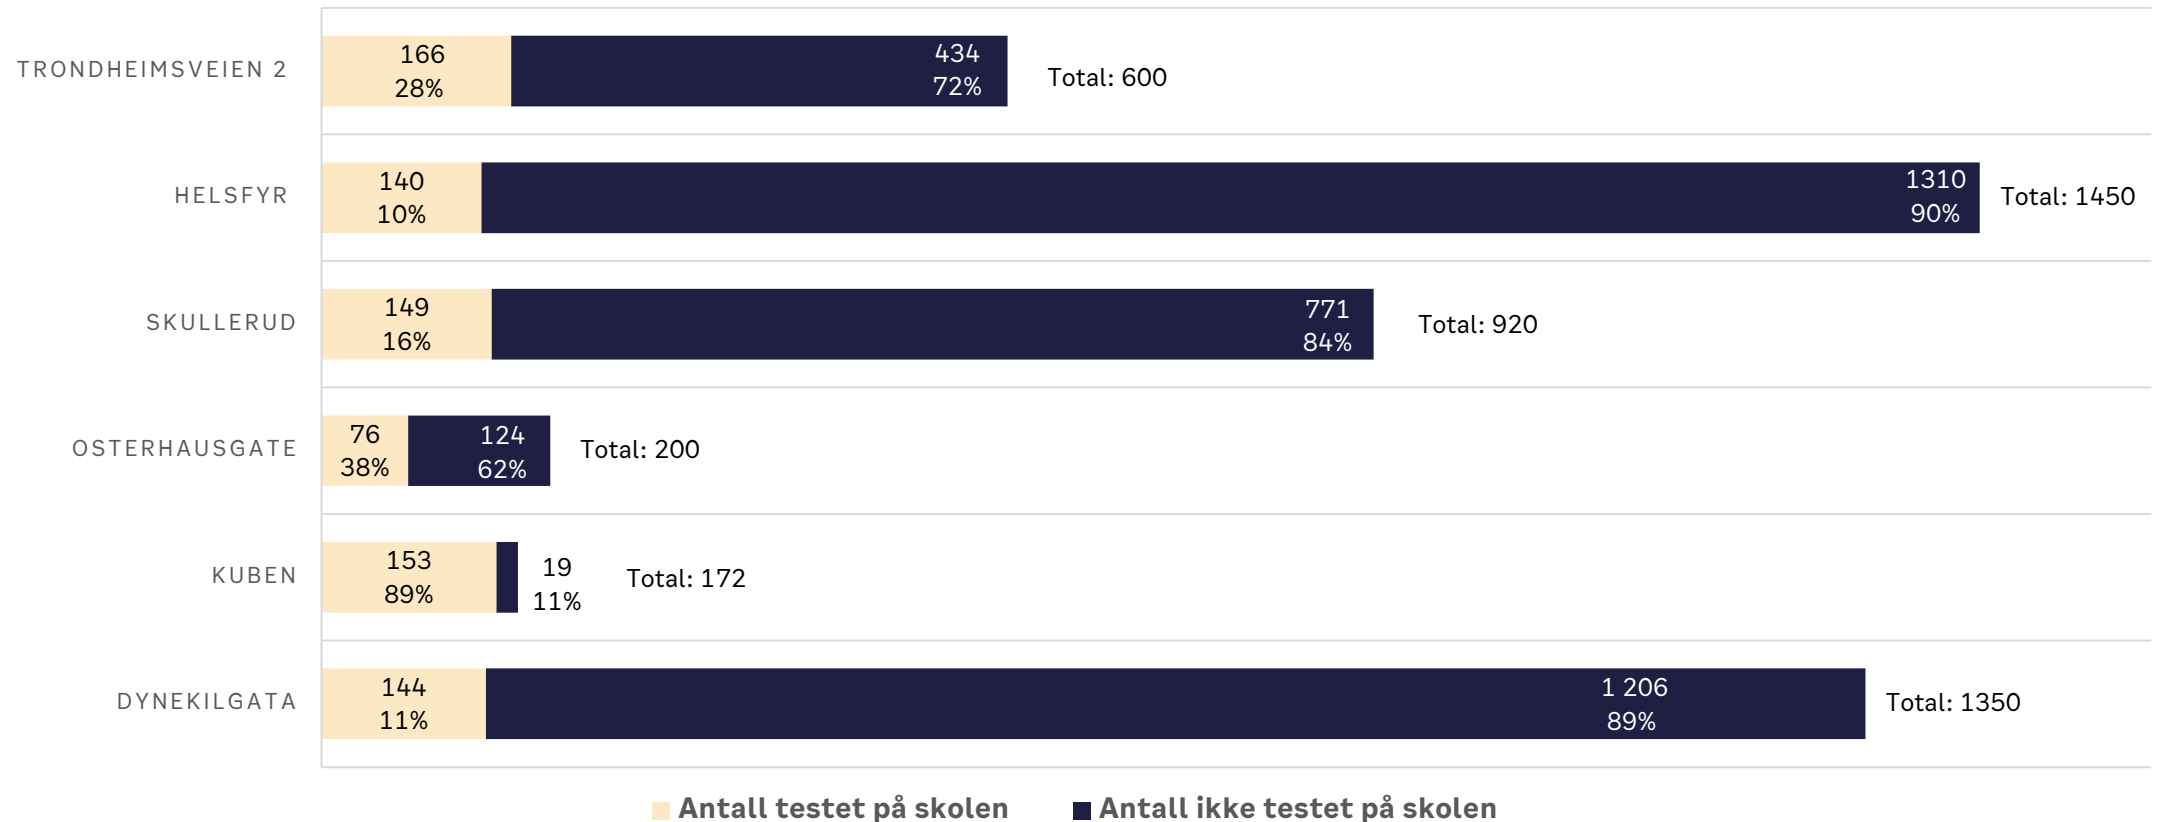 TRONDHEIMSVEIEN 2
166
28%
434
72%
Total: 600
HELSFYR
140
10%
1310
90%
Total: 1450
SKULLERUD
149
16%
771
84%
Total: 920
OSTERHAUSGATE
76
38%
124
62%
Total: 200
KUBEN
153
89%
19
11%
Total: 172
DYNEKILGATA
144
11%
1 206
89%
Total: 1350
Antall testet på skolen
Antall ikke testet på skolen